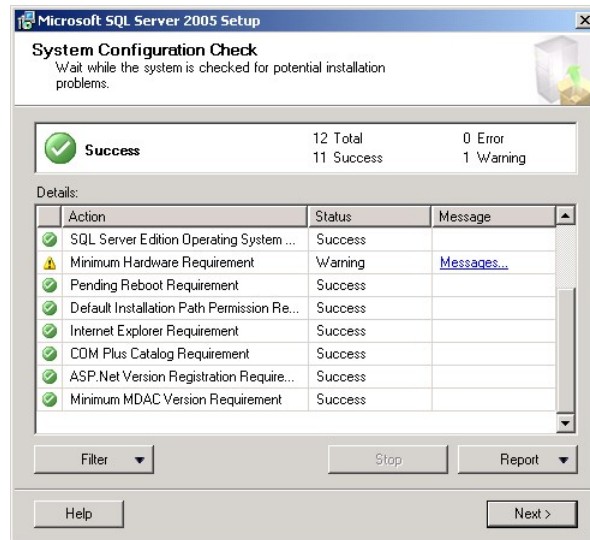 Microsoft SQL Server 2005 Setup
System Configuration Check
Wait while the system is checked for potential installation
problems.
Success
12 Total
0 Error
11 Success
1 Warning
Details:
Action Status Message
SQL Server Edition Operating System ... Success
Minimum Hardware Requirement Warning Messages...
Pending Reboot Requirement Success
Default Installation Path Permission Re... Success
Internet Explorer Requirement Success
COM Plus Catalog Requirement Success
ASP.Net Version Registration Require... Success
Minimum MDAC Version Requirement Success
Filter Stop Report
Help Next >